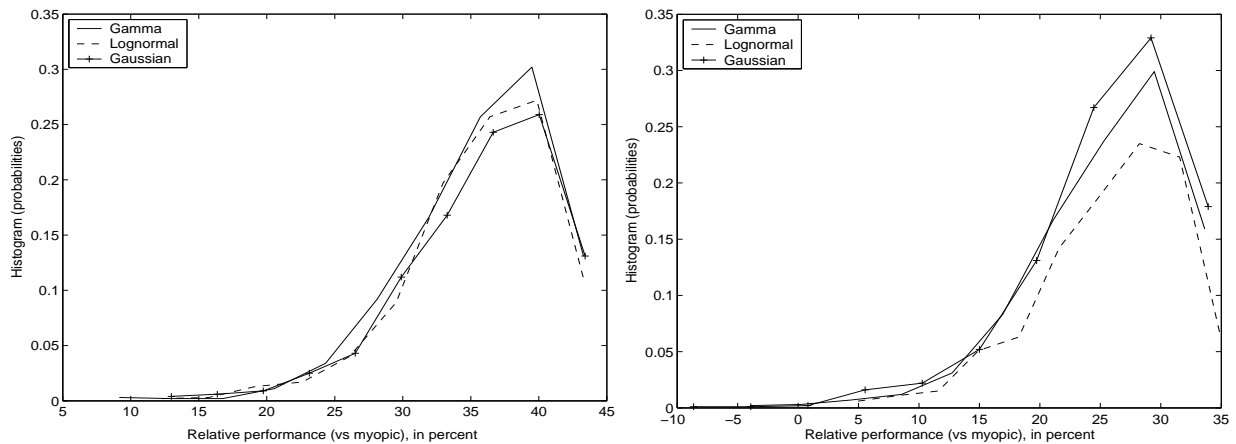 0.35
0.3
0.25
0.2
0.15
0.1
0.05
0
Histogram (probabilities)
Gamma
Lognormal
Gaussian
5 10 15 20 25 30 35 40 45
Relative performance (vs myopic), in percent
0.35
0.3
0.25
0.2
0.15
0.1
0.05
0
Histogram (probabilities)
Gamma
Lognormal
Gaussian
−10 −5 0 5 10 15 20 25 30 35
Relative performance (vs myopic), in percent